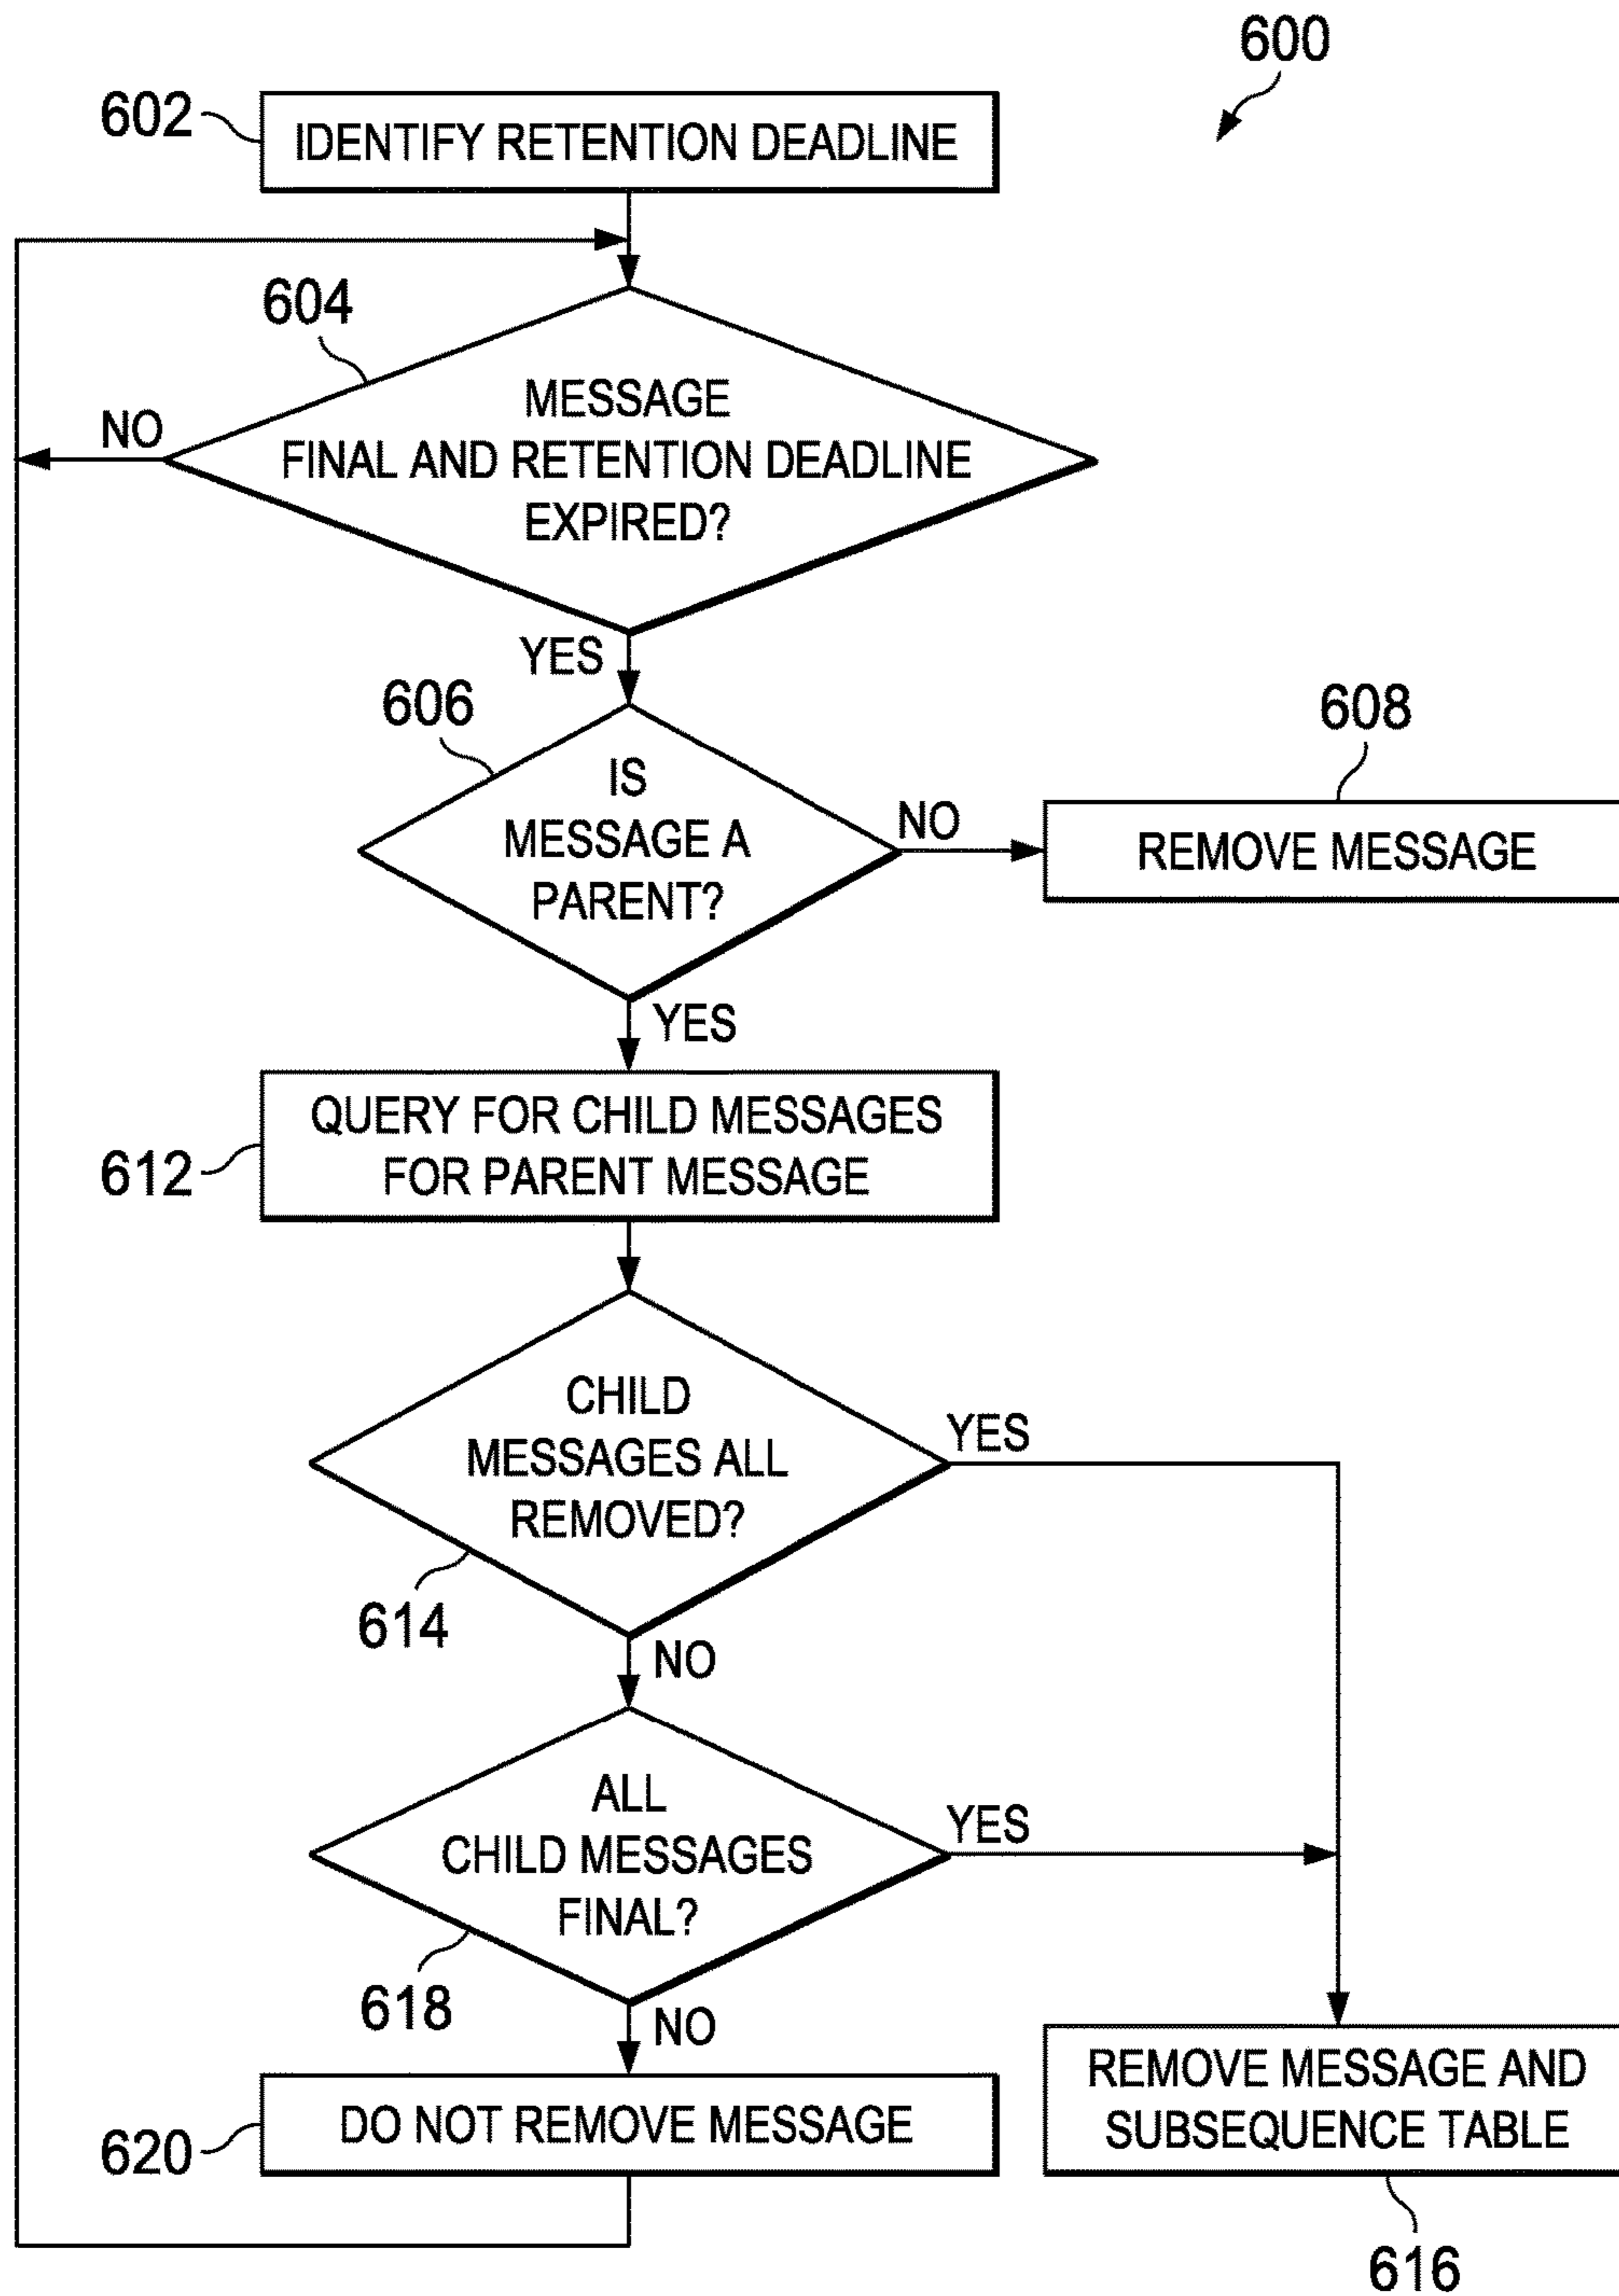 600
602
IDENTIFY RETENTION DEADLINE
604
MESSAGE
FINAL AND RETENTION DEADLINE
EXPIRED?
NO
YES
606
IS
MESSAGE A
PARENT?
NO
608
REMOVE MESSAGE
YES
612
QUERY FOR CHILD MESSAGES
FOR PARENT MESSAGE
CHILD
MESSAGES ALL
REMOVED?
YES
614
NO
ALL
CHILD MESSAGES
FINAL?
YES
618
NO
620
DO NOT REMOVE MESSAGE
REMOVE MESSAGE AND
SUBSEQUENCE TABLE
616